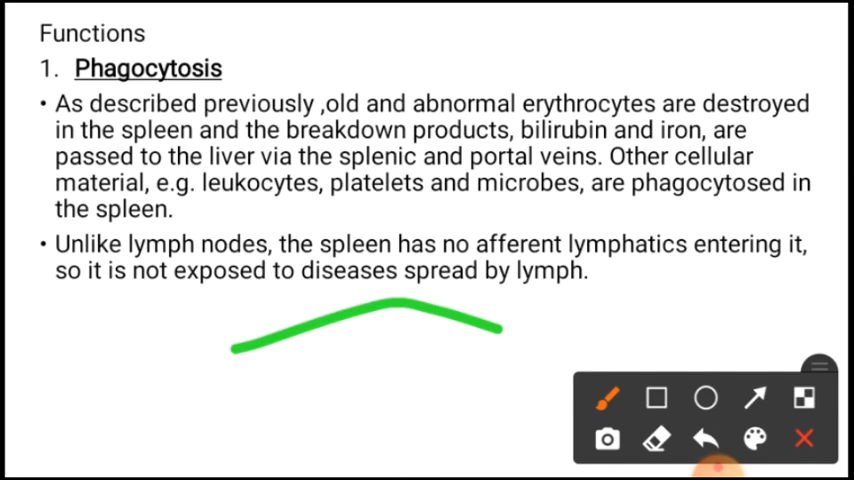 Functions
1. Phagocytosis
• As described previously ,old and abnormal erythrocytes are destroyed
in the spleen and the breakdown products, bilirubin and iron, are
passed to the liver via the splenic and portal veins. Other cellular
material, e.g. leukocytes, platelets and microbes, are phagocytosed in
the spleen.
• Unlike lymph nodes, the spleen has no afferent lymphatics entering it,
so it is not exposed to diseases spread by lymph.